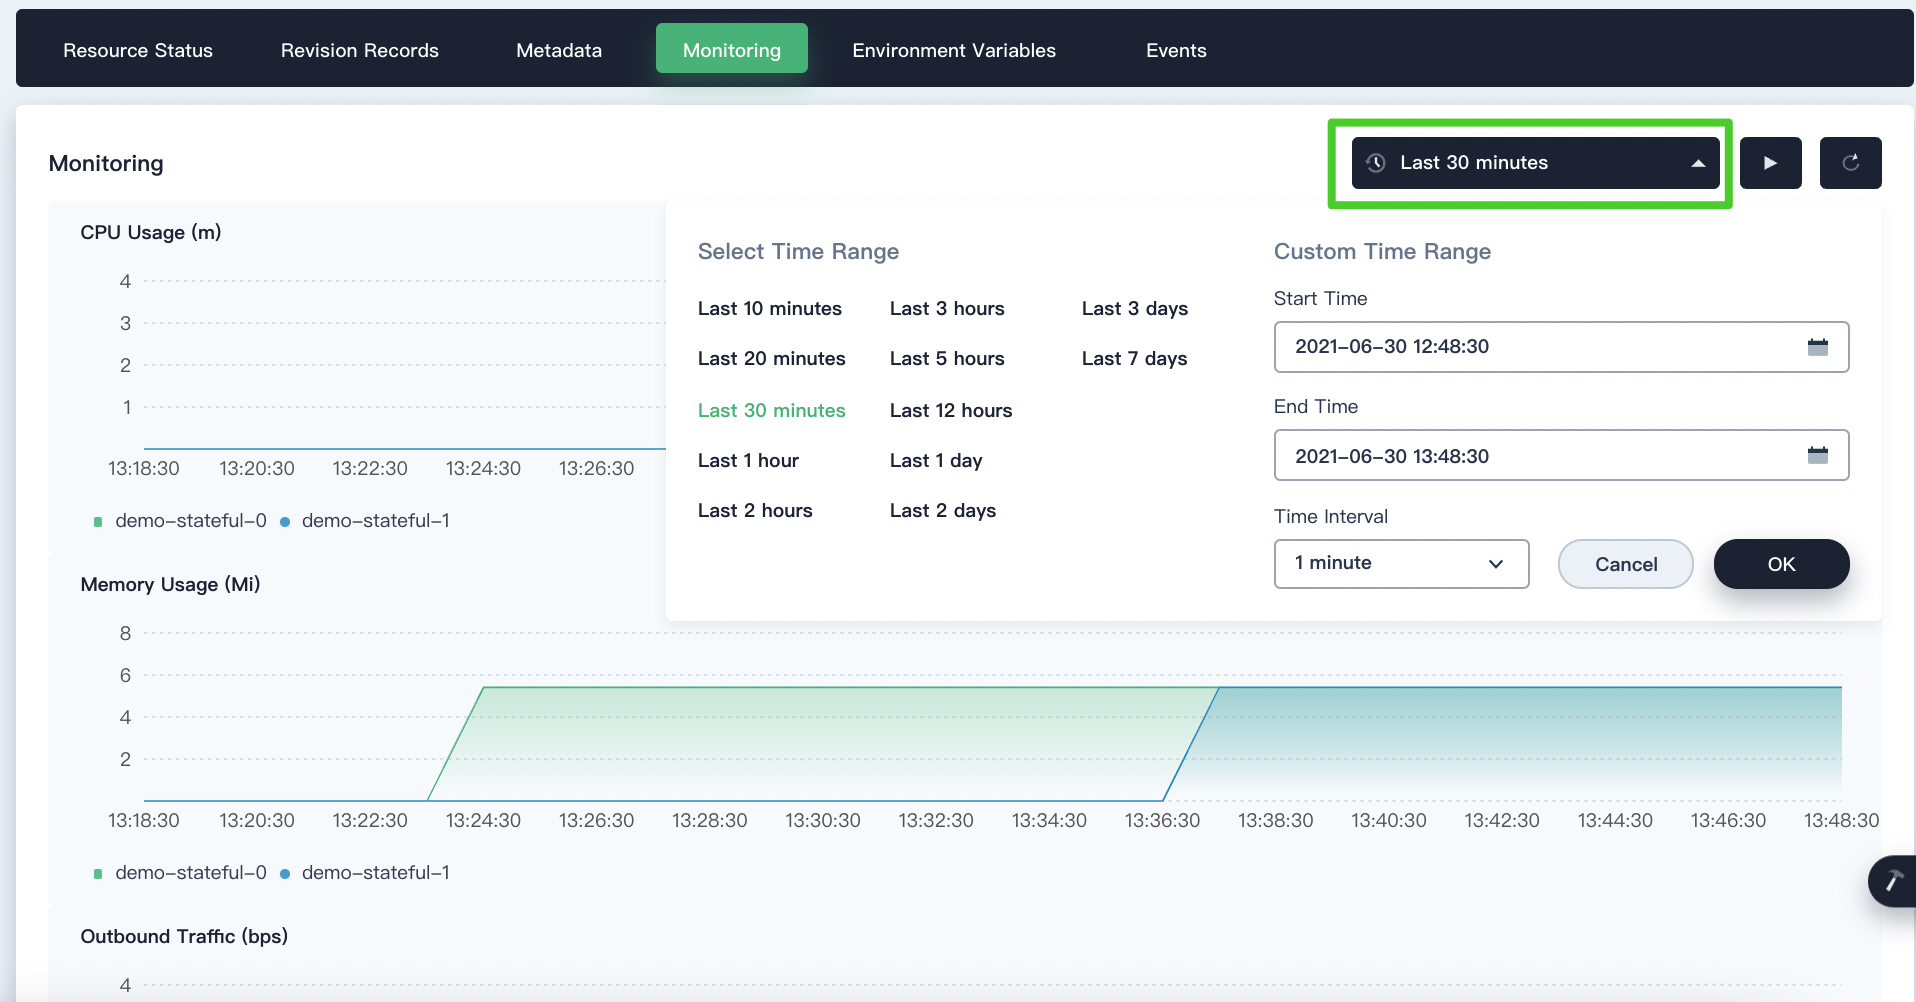 Resource Status Revision Records Metadata Monitoring Environment Variables Events
Monitoring
Last 30 minutes
CPU Usage (m)
4
3
2
1
13:18:30 13:20:30 13:22:30 13:24:30 13:26:30
demo-stateful-0 demo-stateful-1
Select Time Range
Last 10 minutes Last 3 hours Last 3 days
Last 20 minutes Last 5 hours Last 7 days
Last 30 minutes Last 12 hours
Last 1 hour Last 1 day
Last 2 hours Last 2 days
Custom Time Range
Start Time
2021-06-30 12:48:30
End Time
2021-06-30 13:48:30
Time Interval
1 minute Cancel OK
Memory Usage (Mi)
8
6
4
2
13:18:30 13:20:30 13:22:30 13:24:30 13:26:30 13:28:30 13:30:30 13:32:30 13:34:30 13:36:30 13:38:30 13:40:30 13:42:30 13:44:30 13:46:30 13:48:30
demo-stateful-0 demo-stateful-1
Outbound Traffic (bps)
4